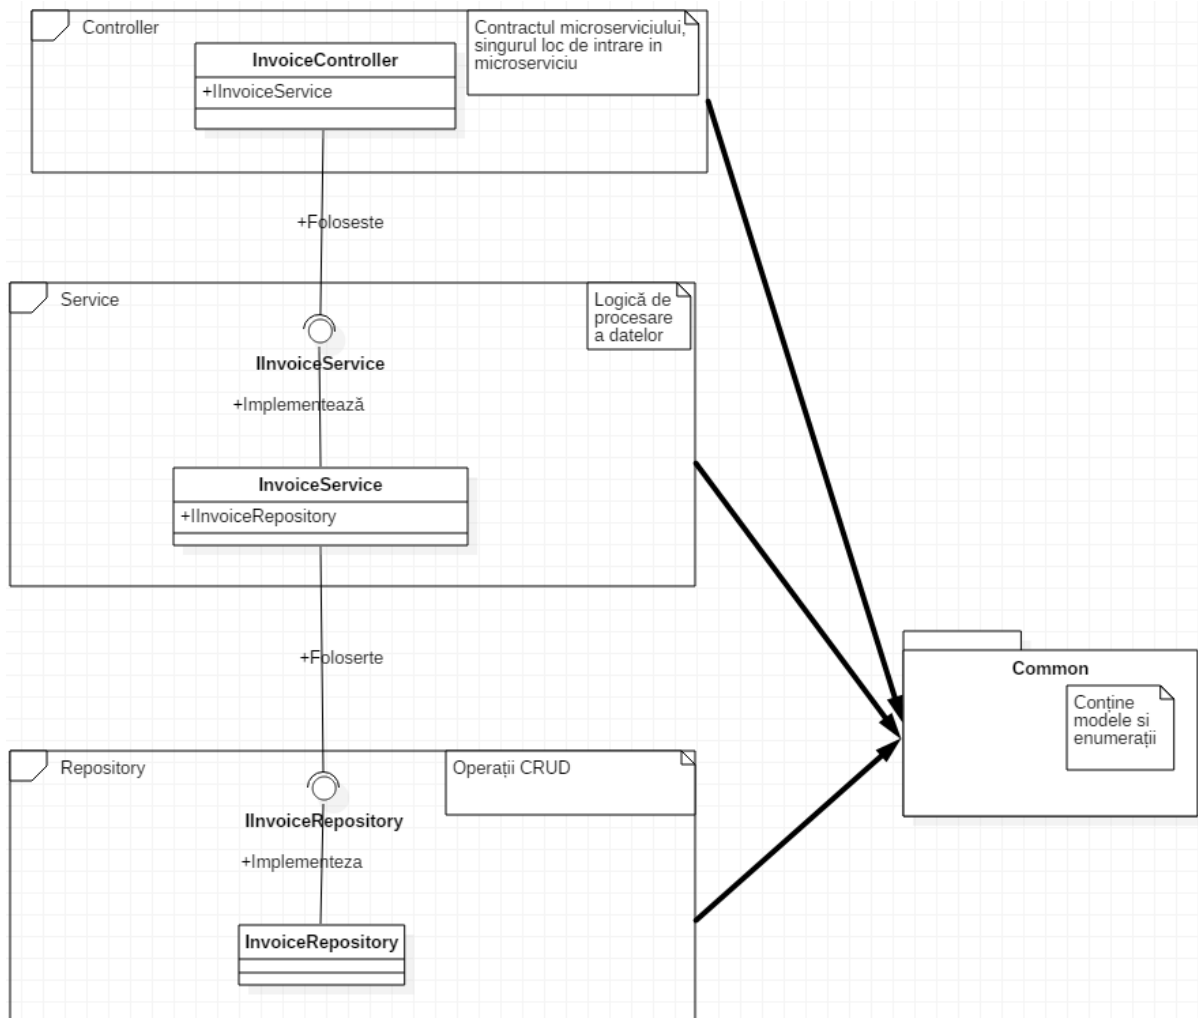 Controller
Contractul microserviciului,
singurul loc de intrare in
microserviciu
InvoiceController
+IInvoiceService
+Foloseste
Service
Logică de
procesare
a datelor
IInvoiceService
+Implementează
InvoiceService
+IInvoiceRepository
+Foloserte
Common
Conține
modele si
enumerații
Repository
Operații CRUD
IInvoiceRepository
+Implementeza
InvoiceRepository